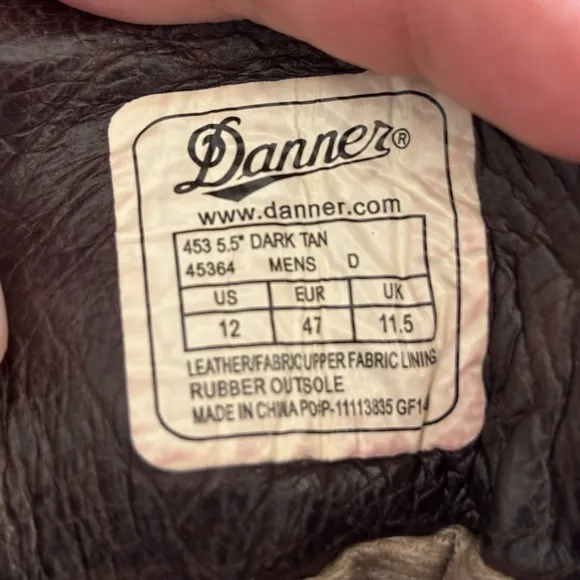 Danner®
www.danner.com
453 5.5" DARK TAN
45364 MENS D
US EUR UK
12 47 11.5
LEATHER/FABRIC UPPER FABRIC LINING
RUBBER OUTSOLE
MADE IN CHINA PO#P-11113835 GF14